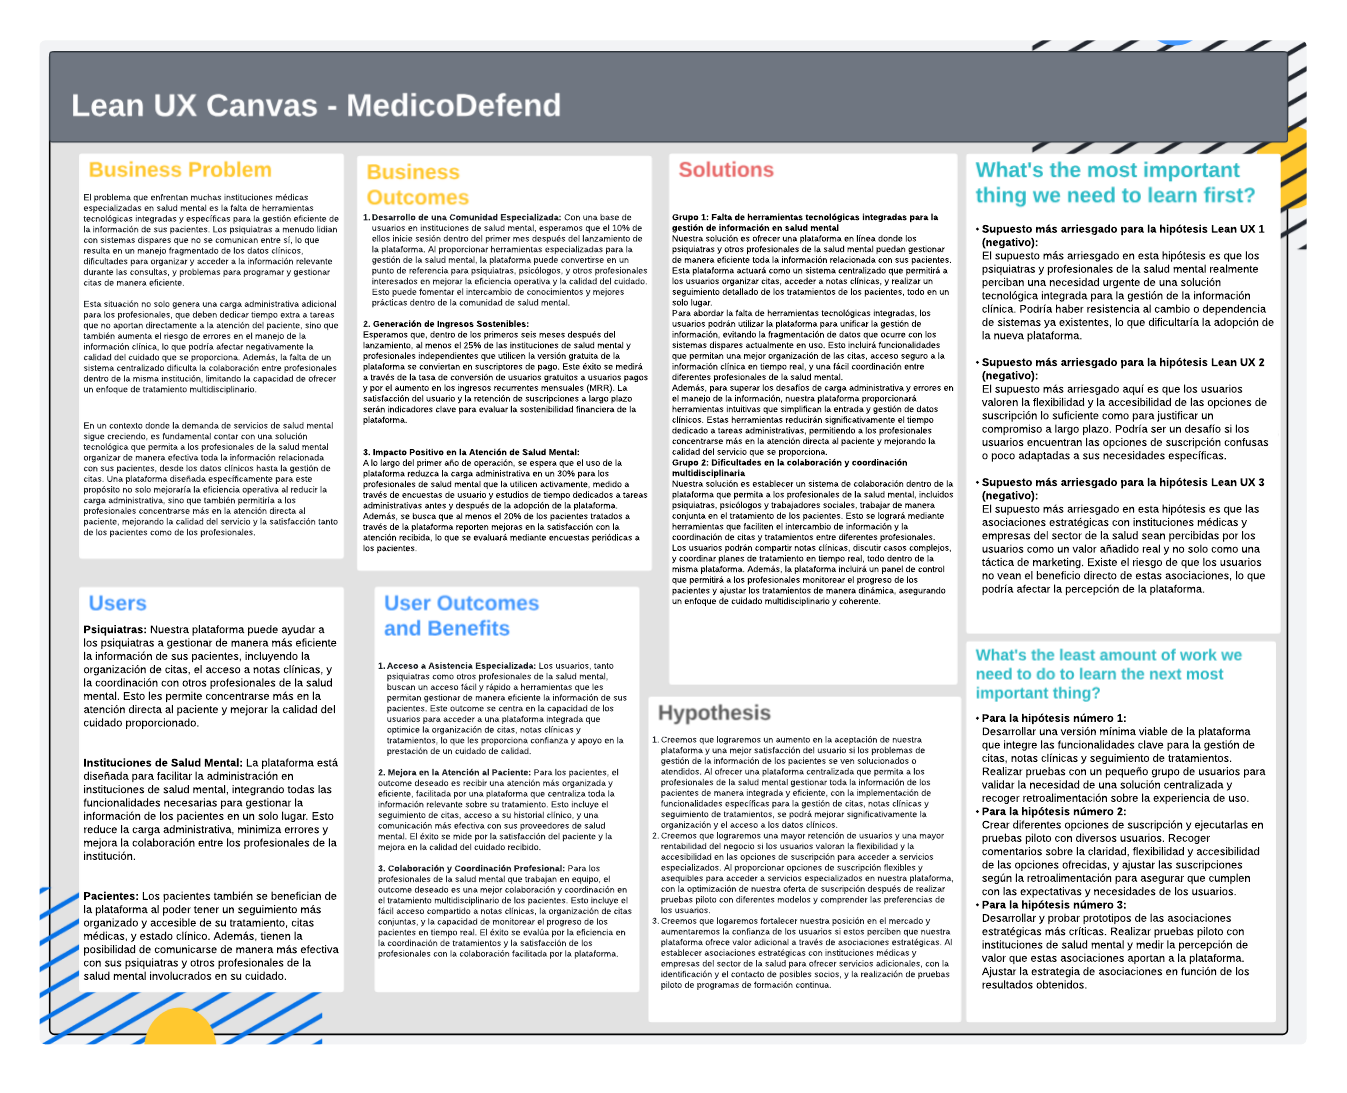 Lean UX Canvas - MedicoDefend
Business Problem
El problema que enfrentan muchas instituciones médicas
especializadas en salud mental es la falta de herramientas
tecnológicas integradas y específicas para la gestión eficiente de
la información de sus pacientes. Los psiquiatras a menudo lidian
con sistemas dispares que no se comunican entre sí, lo que
resulta en un manejo fragmentado de los datos clínicos,
dificultades para organizar y acceder a la información relevante
durante las consultas, y problemas para programar y gestionar
citas de manera eficiente.
Esta situación no solo genera una carga administrativa adicional
para los profesionales, que deben dedicar tiempo extra a tareas
que no aportan directamente a la atención del paciente, sino que
también aumenta el riesgo de errores en el manejo de la
información clínica, lo que podría afectar negativamente la
calidad del cuidado que se proporciona. Además, la falta de un
sistema centralizado dificulta la colaboración entre profesionales
dentro de la misma institución, limitando la capacidad de ofrecer
un enfoque de tratamiento multidisciplinario.
En un contexto donde la demanda de servicios de salud mental
sigue creciendo, es fundamental contar con una solución
tecnológica que permita a los profesionales de la salud mental
organizar de manera efectiva toda la información relacionada
con sus pacientes, desde los datos clínicos hasta la gestión de
citas. Una plataforma diseñada específicamente para este
propósito no solo mejoraría la eficiencia operativa al reducir la
carga administrativa, sino que también permitiría a los
profesionales concentrarse más en la atención directa al
paciente, mejorando la calidad del servicio y la satisfacción tanto
de los pacientes como de los profesionales.
Business
Outcomes
1. Desarrollo de una Comunidad Especializada: Con una base de
usuarios en instituciones de salud mental, esperamos que el 10% de
ellos inicie sesión dentro del primer mes después del lanzamiento de
la plataforma. Al proporcionar herramientas especializadas para la
gestión de la salud mental, la plataforma puede convertirse en un
punto de referencia para psiquiatras, psicólogos, y otros profesionales
interesados en mejorar la eficiencia operativa y la calidad del cuidado.
Esto puede fomentar el intercambio de conocimientos y mejores
prácticas dentro de la comunidad de salud mental.
2. Generación de Ingresos Sostenibles:
Esperamos que, dentro de los primeros seis meses después del
lanzamiento, al menos el 25% de las instituciones de salud mental y
profesionales independientes que utilicen la versión gratuita de la
plataforma se conviertan en suscriptores de pago. Este éxito se medirá
a través de la tasa de conversión de usuarios gratuitos a usuarios pagos
y por el aumento en los ingresos recurrentes mensuales (MRR). La
satisfacción del usuario y la retención de suscripciones a largo plazo
serán indicadores clave para evaluar la sostenibilidad financiera de la
plataforma.
3. Impacto Positivo en la Atención de Salud Mental:
A lo largo del primer año de operación, se espera que el uso de la
plataforma reduzca la carga administrativa en un 30% para los
profesionales de salud mental que la utilicen activamente, medido a
través de encuestas de usuario y estudios de tiempo dedicados a tareas
administrativas antes y después de la adopción de la plataforma.
Además, se busca que al menos el 20% de los pacientes tratados a
través de la plataforma reporten mejoras en la satisfacción con la
atención recibida, lo que se evaluará mediante encuestas periódicas a
los pacientes.
Solutions
Grupo 1: Falta de herramientas tecnológicas integradas para la
gestión de información en salud mental
Nuestra solución es ofrecer una plataforma en línea donde los
psiquiatras y otros profesionales de la salud mental puedan gestionar
de manera eficiente toda la información relacionada con sus pacientes.
Esta plataforma actuará como un sistema centralizado que permitirá a
los usuarios organizar citas, acceder a notas clínicas, y realizar un
seguimiento detallado de los tratamientos de los pacientes, todo en un
solo lugar.
Para abordar la falta de herramientas tecnológicas integradas, los
usuarios podrán utilizar la plataforma para unificar la gestión de
información, evitando la fragmentación de datos que ocurre con los
sistemas dispares actualmente en uso. Esto incluirá funcionalidades
que permitan una mejor organización de las citas, acceso seguro a la
información clínica en tiempo real, y una fácil coordinación entre
diferentes profesionales de la salud mental.
Además, para superar los desafíos de carga administrativa y errores en
el manejo de la información, nuestra plataforma proporcionará
herramientas intuitivas que simplifican la entrada y gestión de datos
clínicos. Estas herramientas reducirán significativamente el tiempo
dedicado a tareas administrativas, permitiendo a los profesionales
concentrarse más en la atención directa al paciente y mejorando la
calidad del servicio que se proporciona.
Grupo 2: Dificultades en la colaboración y coordinación
multidisciplinaria
Nuestra solución es establecer un sistema de colaboración dentro de la
plataforma que permita a los profesionales de la salud mental, incluidos
psiquiatras, psicólogos y trabajadores sociales, trabajar de manera
conjunta en el tratamiento de los pacientes. Esto se logrará mediante
herramientas que faciliten el intercambio de información y la
coordinación de citas y tratamientos entre diferentes profesionales.
Los usuarios podrán compartir notas clínicas, discutir casos complejos,
y coordinar planes de tratamiento en tiempo real, todo dentro de la
misma plataforma. Además, la plataforma incluirá un panel de control
que permitirá a los profesionales monitorear el progreso de los
pacientes y ajustar los tratamientos de manera dinámica, asegurando
un enfoque de cuidado multidisciplinario y coherente.
What's the most important
thing we need to learn first?
• Supuesto más arriesgado para la hipótesis Lean UX 1
(negativo):
El supuesto más arriesgado en esta hipótesis es que los
psiquiatras y profesionales de la salud mental realmente
perciban una necesidad urgente de una solución
tecnológica integrada para la gestión de la información
clínica. Podría haber resistencia al cambio o dependencia
de sistemas ya existentes, lo que dificultaría la adopción de
la nueva plataforma.
• Supuesto más arriesgado para la hipótesis Lean UX 2
(negativo):
El supuesto más arriesgado aquí es que los usuarios
valoren la flexibilidad y la accesibilidad de las opciones de
suscripción lo suficiente como para justificar un
compromiso a largo plazo. Podría ser un desafío si los
usuarios encuentran las opciones de suscripción confusas
o poco adaptadas a sus necesidades específicas.
• Supuesto más arriesgado para la hipótesis Lean UX 3
(negativo):
El supuesto más arriesgado en esta hipótesis es que las
asociaciones estratégicas con instituciones médicas y
empresas del sector de la salud sean percibidas por los
usuarios como un valor añadido real y no solo como una
táctica de marketing. Existe el riesgo de que los usuarios
no vean el beneficio directo de estas asociaciones, lo que
podría afectar la percepción de la plataforma.
Users
Psiquiatras: Nuestra plataforma puede ayudar a
los psiquiatras a gestionar de manera más eficiente
la información de sus pacientes, incluyendo la
organización de citas, el acceso a notas clínicas, y
la coordinación con otros profesionales de la salud
mental. Esto les permite concentrarse más en la
atención directa al paciente y mejorar la calidad del
cuidado proporcionado.
Instituciones de Salud Mental: La plataforma está
diseñada para facilitar la administración en
instituciones de salud mental, integrando todas las
funcionalidades necesarias para gestionar la
información de los pacientes en un solo lugar. Esto
reduce la carga administrativa, minimiza errores y
mejora la colaboración entre los profesionales de la
institución.
Pacientes: Los pacientes también se benefician de
la plataforma al poder tener un seguimiento más
organizado y accesible de su tratamiento, citas
médicas, y estado clínico. Además, tienen la
posibilidad de comunicarse de manera más efectiva
con sus psiquiatras y otros profesionales de la
salud mental involucrados en su cuidado.
User Outcomes
and Benefits
1. Acceso a Asistencia Especializada: Los usuarios, tanto
psiquiatras como otros profesionales de la salud mental,
buscan un acceso fácil y rápido a herramientas que les
permitan gestionar de manera eficiente la información de sus
pacientes. Este outcome se centra en la capacidad de los
usuarios para acceder a una plataforma integrada que
optimice la organización de citas, notas clínicas y
tratamientos, lo que les proporciona confianza y apoyo en la
prestación de un cuidado de calidad.
2. Mejora en la Atención al Paciente: Para los pacientes, el
outcome deseado es recibir una atención más organizada y
eficiente, facilitada por una plataforma que centraliza toda la
información relevante sobre su tratamiento. Esto incluye el
seguimiento de citas, acceso a su historial clínico, y una
comunicación más efectiva con sus proveedores de salud
mental. El éxito se mide por la satisfacción del paciente y la
mejora en la calidad del cuidado recibido.
3. Colaboración y Coordinación Profesional: Para los
profesionales de la salud mental que trabajan en equipo, el
outcome deseado es una mejor colaboración y coordinación en
el tratamiento multidisciplinario de los pacientes. Esto incluye el
fácil acceso compartido a notas clínicas, la organización de citas
conjuntas, y la capacidad de monitorear el progreso de los
pacientes en tiempo real. El éxito se evalúa por la eficiencia en
la coordinación de tratamientos y la satisfacción de los
profesionales con la colaboración facilitada por la plataforma.
Hypothesis
1. Creemos que lograremos un aumento en la aceptación de nuestra
plataforma y una mejor satisfacción del usuario si los problemas de
gestión de la información de los pacientes se ven solucionados o
atendidos. Al ofrecer una plataforma centralizada que permita a los
profesionales de la salud mental gestionar toda la información de los
pacientes de manera integrada y eficiente, con la implementación de
funcionalidades específicas para la gestión de citas, notas clínicas y
seguimiento de tratamientos, se podrá mejorar significativamente la
organización y el acceso a los datos clínicos.
2. Creemos que lograremos una mayor retención de usuarios y una mayor
rentabilidad del negocio si los usuarios valoran la flexibilidad y la
accesibilidad en las opciones de suscripción para acceder a servicios
especializados. Al proporcionar opciones de suscripción flexibles y
asequibles para acceder a servicios especializados en nuestra plataforma,
con la optimización de nuestra oferta de suscripción después de realizar
pruebas piloto con diferentes modelos y comprender las preferencias de
los usuarios.
3. Creemos que logaremos fortalecer nuestra posición en el mercado y
aumentaremos la confianza de los usuarios si estos perciben que nuestra
plataforma ofrece valor adicional a través de asociaciones estratégicas. Al
establecer asociaciones estratégicas con instituciones médicas y
empresas del sector de la salud para ofrecer servicios adicionales, con la
identificación y el contacto de posibles socios, y la realización de pruebas
piloto de programas de formación continua.
What's the least amount of work we
need to do to learn the next most
important thing?
• Para la hipótesis número 1:
Desarrollar una versión mínima viable de la plataforma
que integre las funcionalidades clave para la gestión de
citas, notas clínicas y seguimiento de tratamientos.
Realizar pruebas con un pequeño grupo de usuarios para
validar la necesidad de una solución centralizada y
recoger retroalimentación sobre la experiencia de uso.
• Para la hipótesis número 2:
Crear diferentes opciones de suscripción y ejecutarlas en
pruebas piloto con diversos usuarios. Recoger
comentarios sobre la claridad, flexibilidad y accesibilidad
de las opciones ofrecidas, y ajustar las suscripciones
según la retroalimentación para asegurar que cumplen
con las expectativas y necesidades de los usuarios.
• Para la hipótesis número 3:
Desarrollar y probar prototipos de las asociaciones
estratégicas más críticas. Realizar pruebas piloto con
instituciones de salud mental y medir la percepción de
valor que estas asociaciones aportan a la plataforma.
Ajustar la estrategia de asociaciones en función de los
resultados obtenidos.